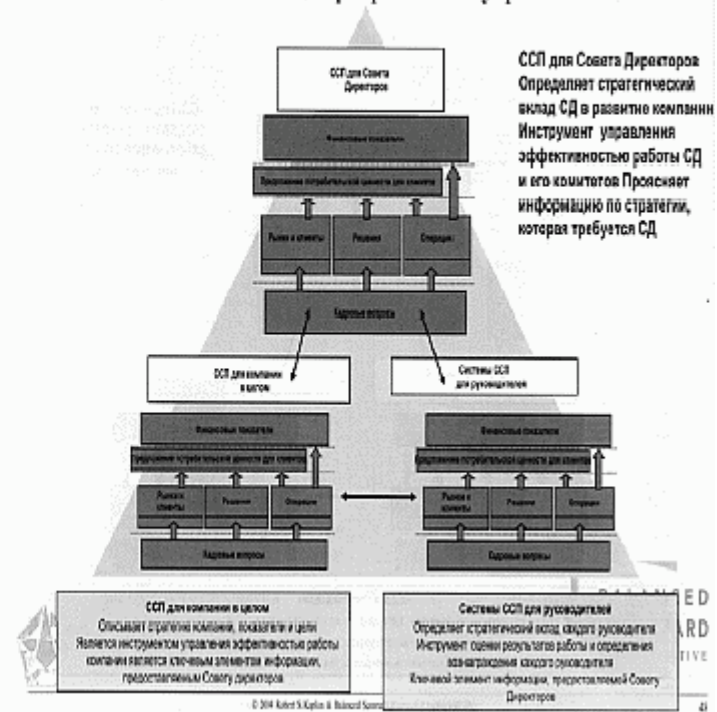 ССП для Совета
Директоров
ССП для Совета Директоров
Определяет стратегический
вклад СД в развитие компании
Инструмент управления
эффективностью работы СД
и его комитетов Проясняет
информацию по стратегии,
которая требуется СД
Финансовые показатели
Предложение потребительской ценности для клиентов
Рынки и клиенты
Решения
Операции
Кадровые вопросы
ССП для компании
в целом
Системы ССП
для руководителей
Финансовые показатели
Финансовые показатели
Предложение потребительской ценности для клиентов
Предложение потребительской ценности для клиентов
Рынки и
клиенты
Решения
Операции
Рынки и
клиенты
Решения
Операции
Кадровые вопросы
Кадровые вопросы
ССП для компании в целом
Описывает стратегию компании, показатели и цели
Является инструментом управления эффективностью работы
компании является ключевым элементом информации,
предоставляемым Совету директоров
Системы ССП для руководителей
Определяет стратегический вклад каждого руководителя
Инструмент оценки результатов работы и определения
вознаграждения каждого руководителя
Ключевой элемент информации, предоставляемой Совету
Директоров
© 2004 Robert S.Kaplan & Balanced